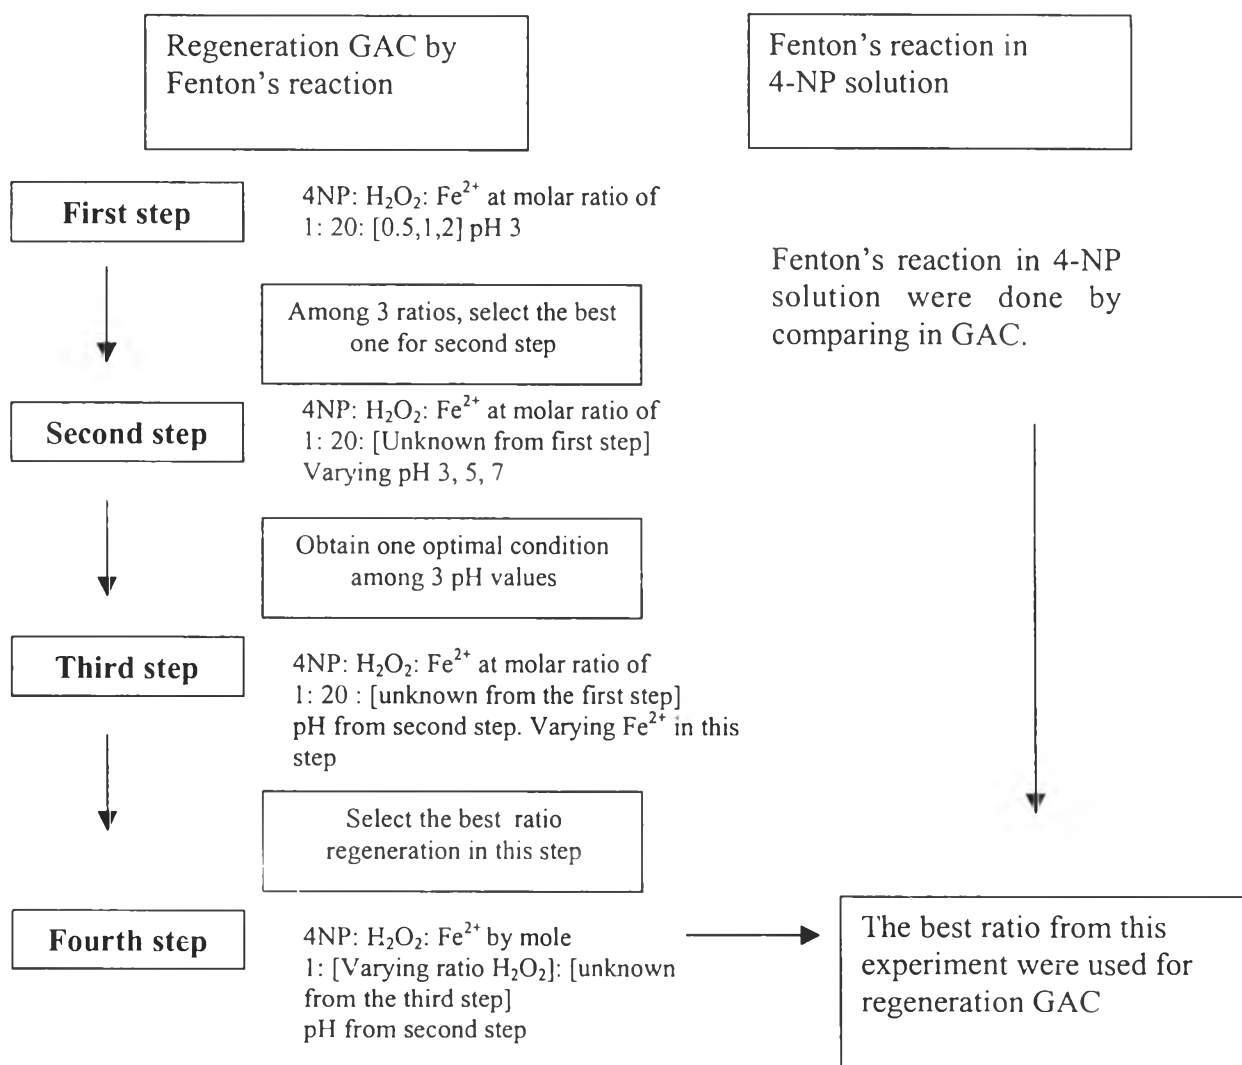 Regeneration GAC by
Fenton's reaction
Fenton's reaction in
4-NP solution
First step
4NP: H₂O₂: Fe²⁺ at molar ratio of
1: 20: [0.5,1,2] pH 3
Fenton's reaction in 4-NP
solution were done by
comparing in GAC.
Among 3 ratios, select the best
one for second step
Second step
4NP: H₂O₂: Fe²⁺ at molar ratio of
1: 20: [Unknown from first step]
Varying pH 3, 5, 7
Obtain one optimal condition
among 3 pH values
Third step
4NP: H₂O₂: Fe²⁺ at molar ratio of
1: 20 : [unknown from the first step]
pH from second step. Varying Fe²⁺ in this
step
Select the best ratio
regeneration in this step
Fourth step
4NP: H₂O₂: Fe²⁺ by mole
1: [Varying ratio H₂O₂]: [unknown
from the third step]
pH from second step
The best ratio from this
experiment were used for
regeneration GAC